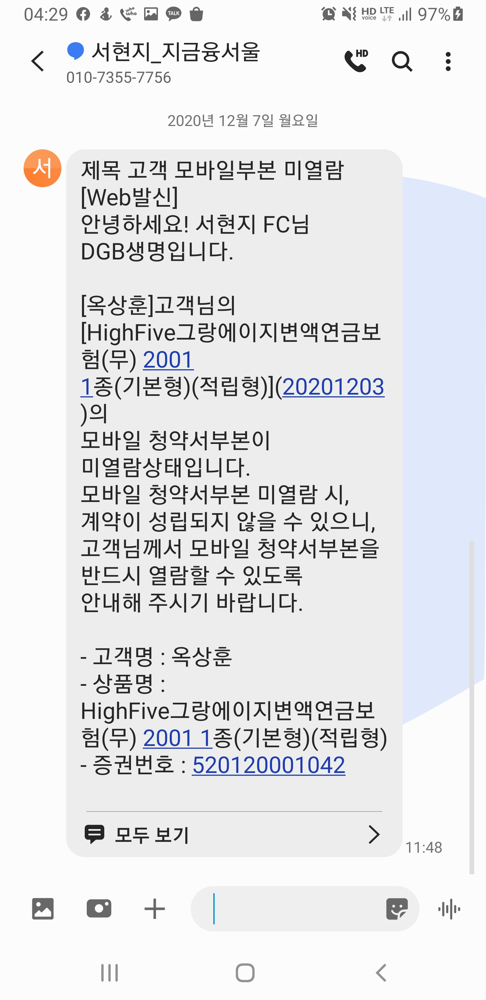 04:29
who
who
TALK
HD
voice
LTE
97%
서현지_지금융서울
HD
010-7355-7756
2020년 12월 7일 월요일
서
제목 고객 모바일부본 미열람
[Web발신]
안녕하세요! 서현지 FC님
DGB생명입니다.
[옥상훈]고객님의
[HighFive그랑에이지변액연금보
험(무) 2001
1종(기본형)(적립형)](20201203
)의
모바일 청약서부본이
미열람상태입니다.
모바일 청약서부본 미열람 시,
계약이 성립되지 않을 수 있으니,
고객님께서 모바일 청약서부본을
반드시 열람할 수 있도록
안내해 주시기 바랍니다.
- 고객명 : 옥상훈
- 상품명 :
HighFive그랑에이지변액연금보
험(무) 2001 1종(기본형)(적립형)
- 증권번호 : 520120001042
모두 보기
11:48